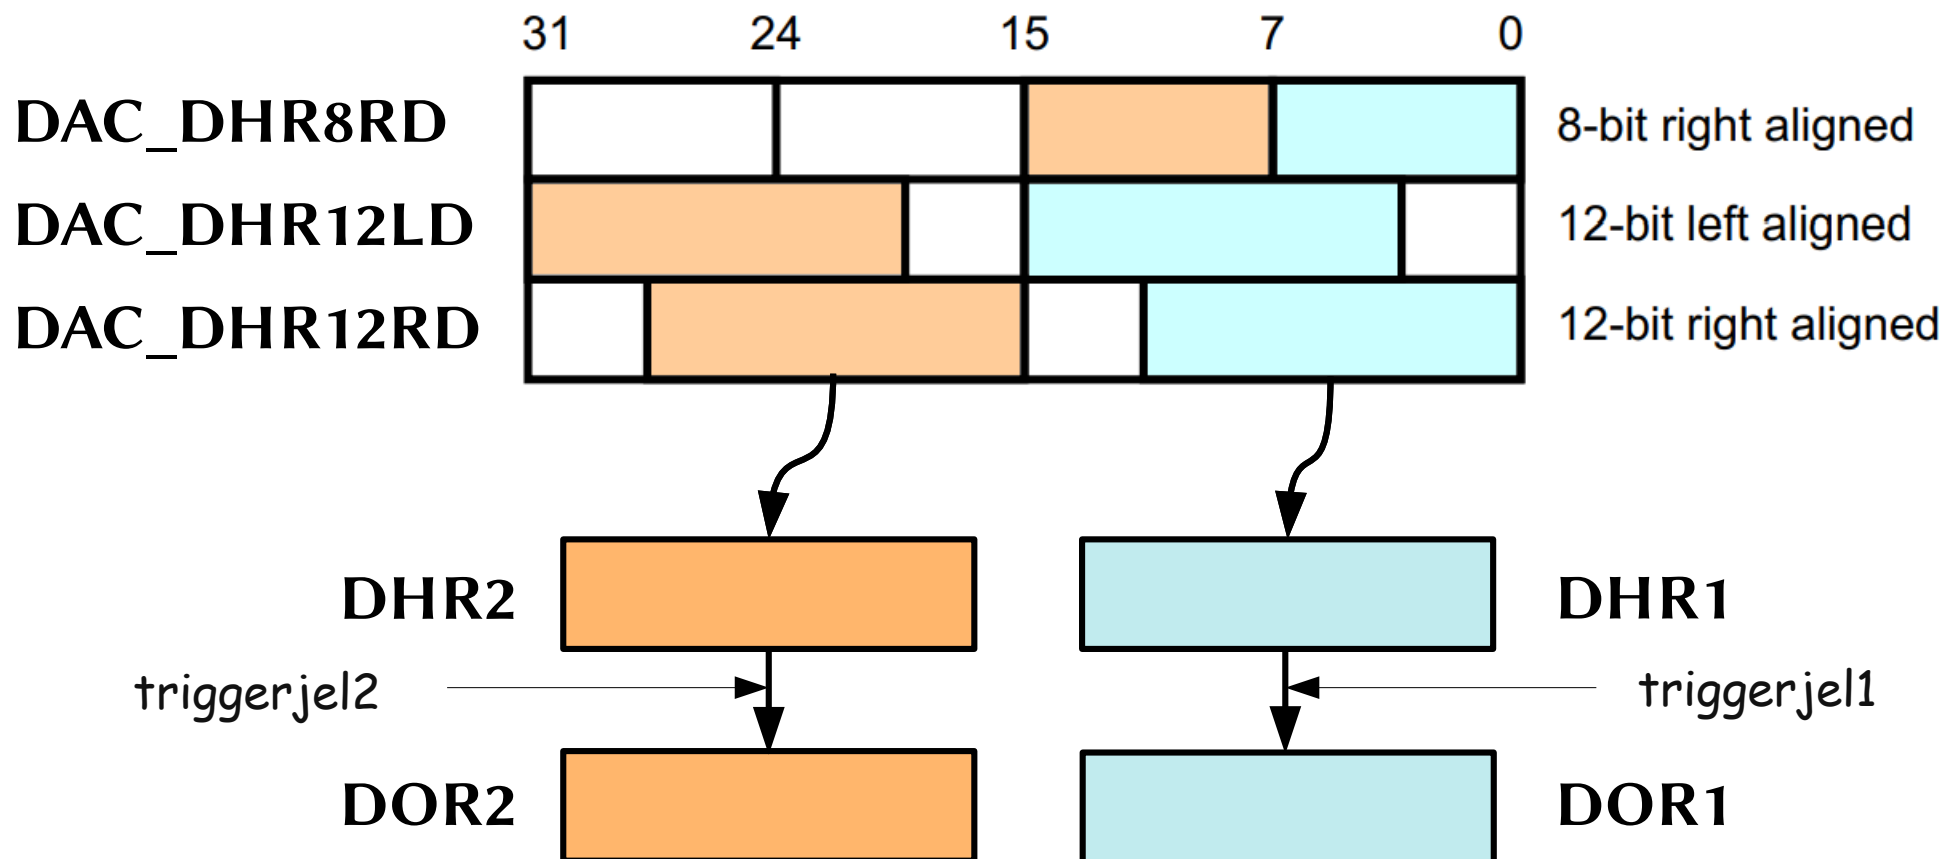 31 24 15 7 0
DAC_DHR8RD 8-bit right aligned
DAC_DHR12LD 12-bit left aligned
DAC_DHR12RD 12-bit right aligned
DHR2 DHR1
triggerjel2 triggerjel1
DOR2 DOR1